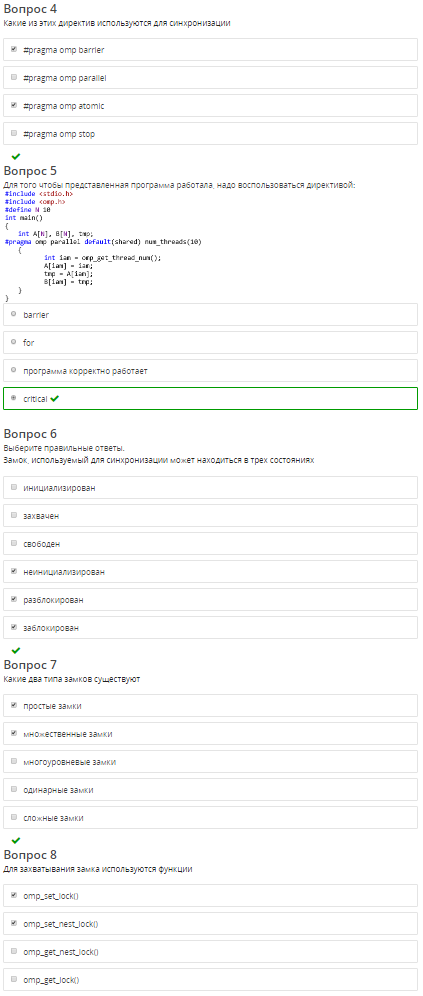 Вопрос 4
Какие из этих директив используются для синхронизации
#pragma omp barrier
#pragma omp parallel
#pragma omp atomic
#pragma omp stop
Вопрос 5
Для того чтобы представленная программа работала, надо воспользоваться директивой:
#include <stdio.h>
#include <omp.h>
#define N 10
int main()
{
int A[N], B[N], tmp;
#pragma omp parallel default(shared) num_threads(10)
{
int iam = omp_get_thread_num();
A[iam] = iam;
tmp = A[iam];
B[iam] = tmp;
}
}
barrier
for
программа корректно работает
critical
Вопрос 6
Выберите правильные ответы.
Замок, используемый для синхронизации может находиться в трех состояниях
инициализирован
захвачен
свободен
неинициализирован
разблокирован
заблокирован
Вопрос 7
Какие два типа замков существуют
простые замки
множественные замки
многоуровневые замки
одинарные замки
сложные замки
Вопрос 8
Для захватывания замка используются функции
omp_set_lock()
omp_set_nest_lock()
omp_get_nest_lock()
omp_get_lock()